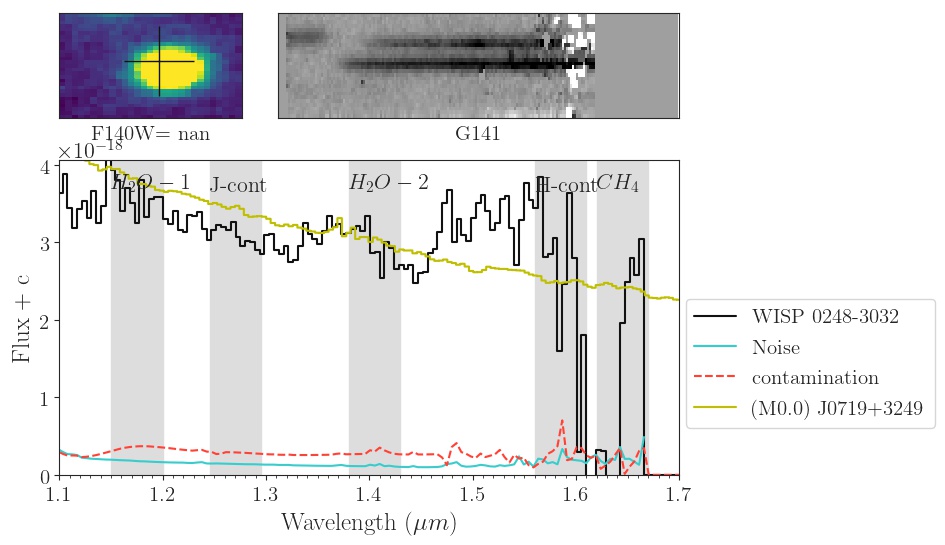 F140W= nan
G141
×10⁻¹⁸
H₂O − 1
J-cont
H₂O − 2
H-cont
CH₄
4
3
2
1
0
Flux + c
1.1
1.2
1.3
1.4
1.5
1.6
1.7
Wavelength (μm)
WISP 0248-3032
Noise
contamination
(M0.0) J0719+3249